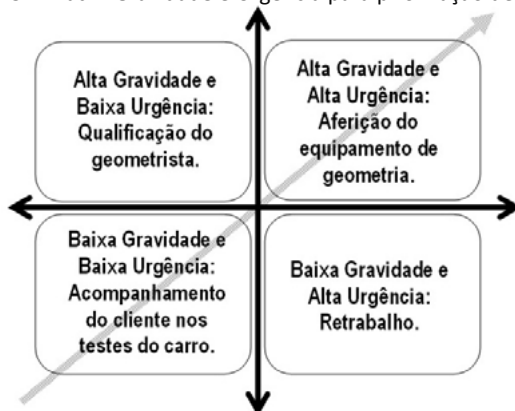 Alta Gravidade e
Baixa Urgência:
Qualificação do
geometrista.
Alta Gravidade e
Alta Urgência:
Aferição do
equipamento de
geometria.
Baixa Gravidade e
Baixa Urgência:
Acompanhamento
do cliente nos
testes do carro.
Baixa Gravidade e
Alta Urgência:
Retrabalho.